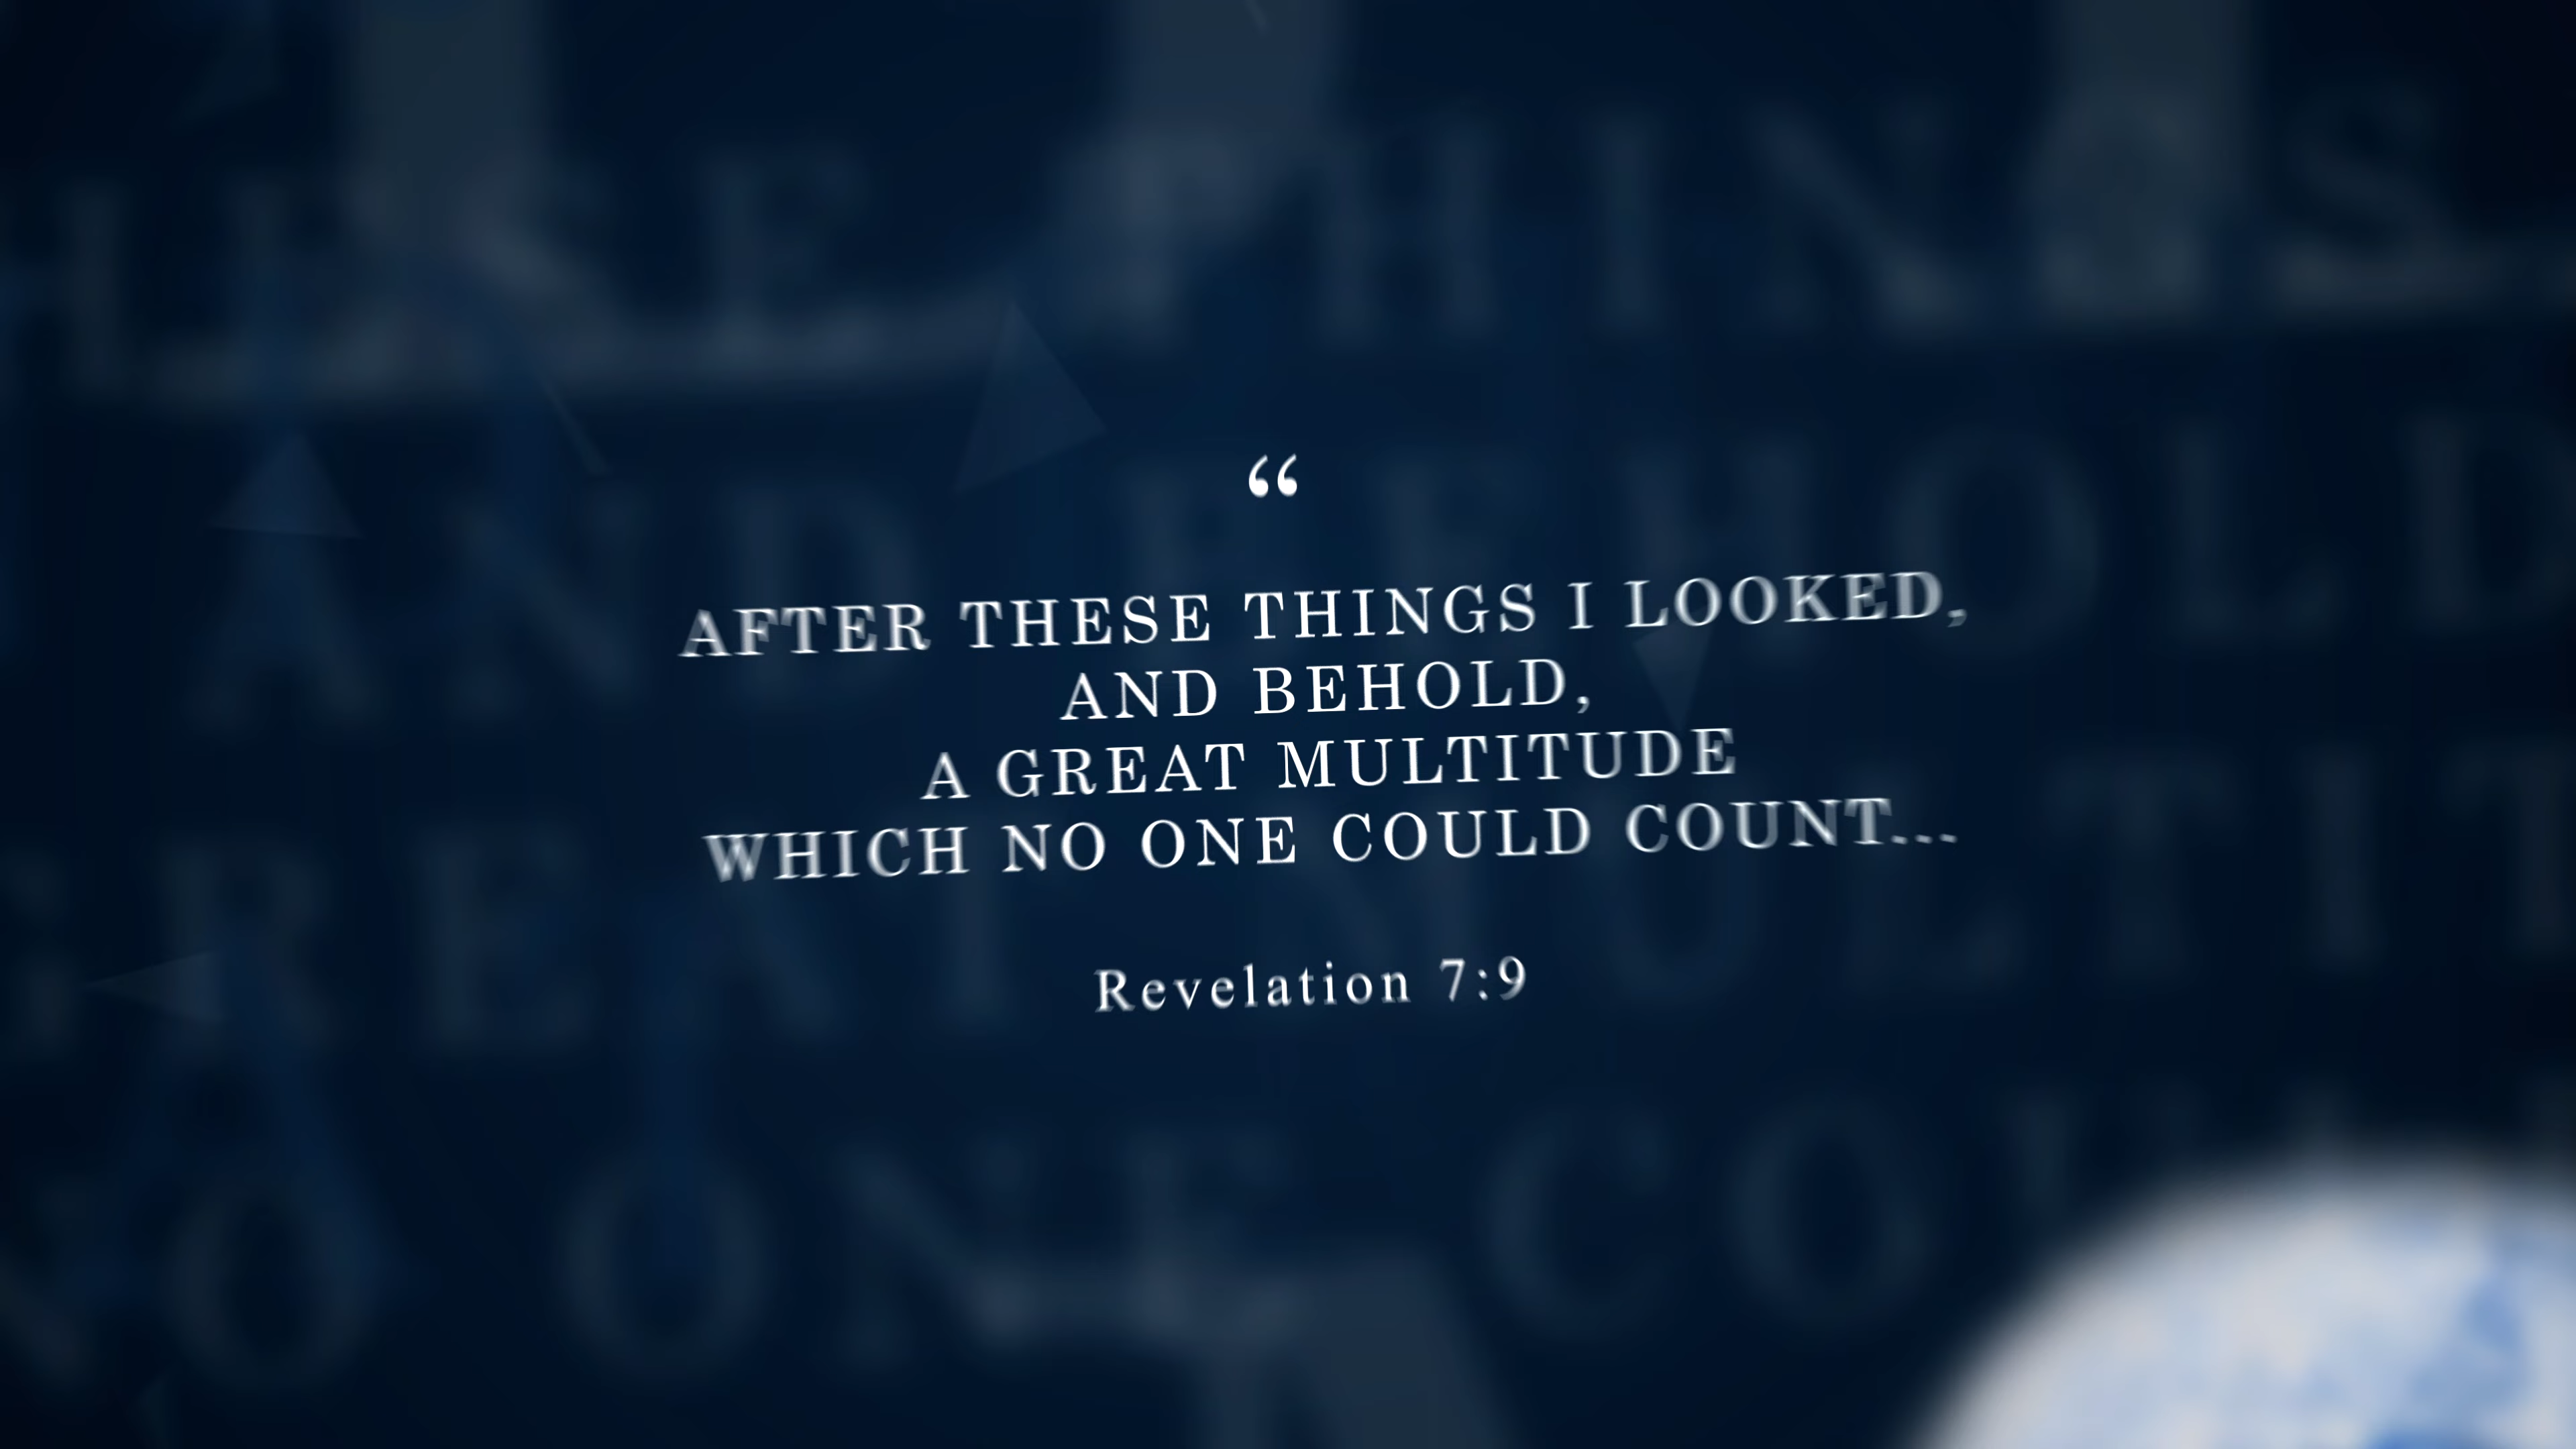 “
AFTER THESE THINGS I LOOKED,
AND BEHOLD,
A GREAT MULTITUDE
WHICH NO ONE COULD COUNT...
Revelation 7:9